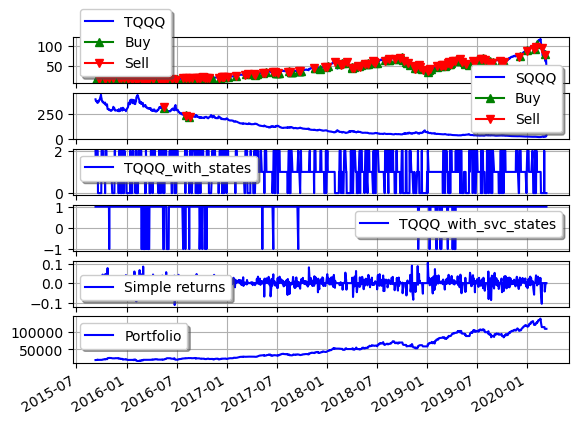 TQQQ
Buy
Sell
100
50
SQQQ
Buy
Sell
250
0
TQQQ_with_states
2
0
TQQQ_with_svc_states
1
0
−1
Simple returns
0.1
0.0
−0.1
Portfolio
100000
50000
2015-07
2016-01
2016-07
2017-01
2017-07
2018-01
2018-07
2019-01
2019-07
2020-01